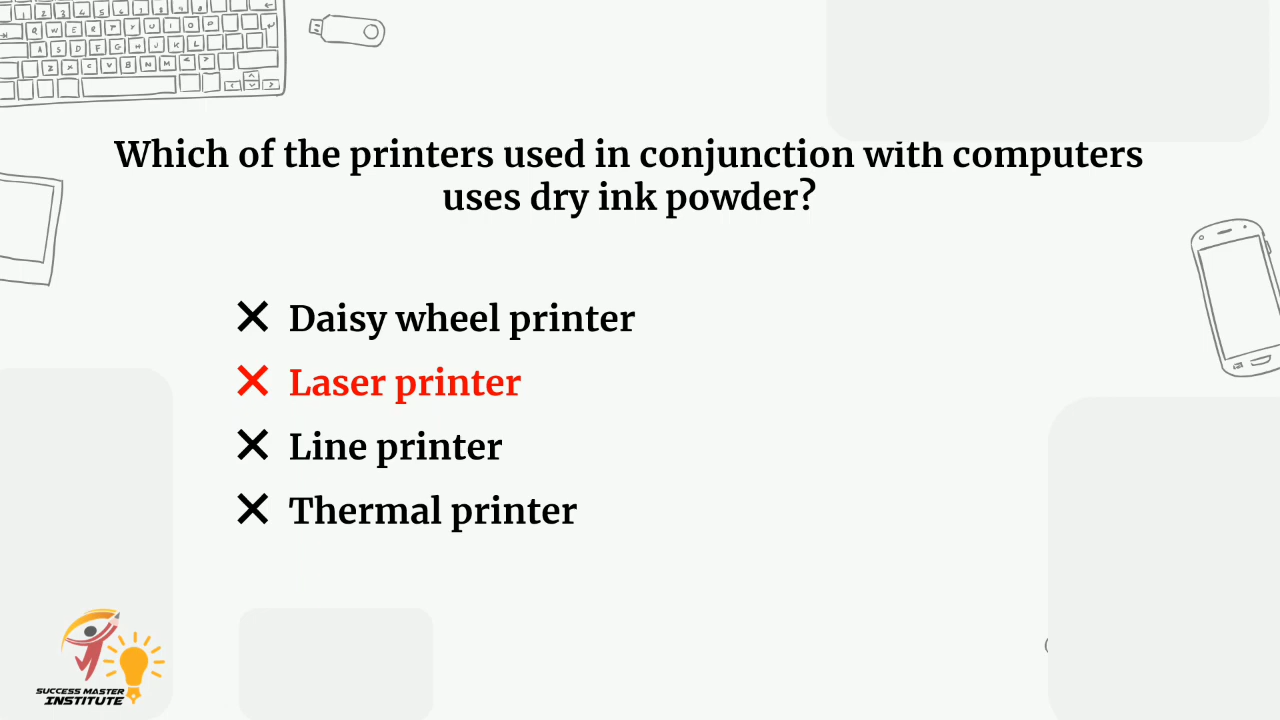 Which of the printers used in conjunction with computers
uses dry ink powder?
Daisy wheel printer
Laser printer
Line printer
Thermal printer
SUCCESS MASTER
INSTITUTE